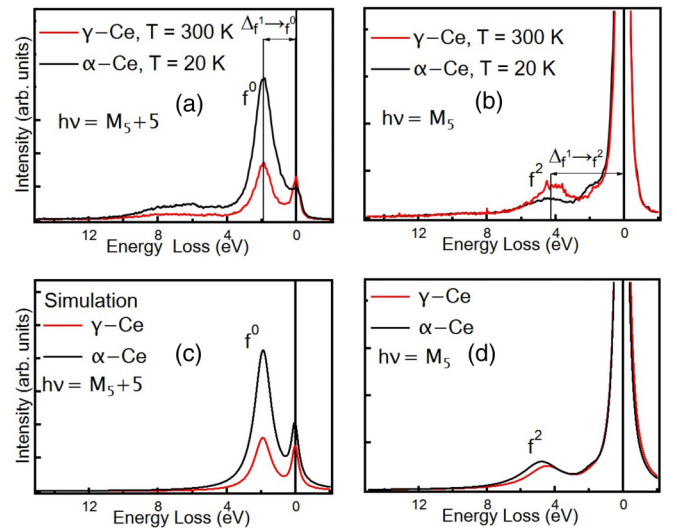 γ−Ce, T = 300 K
α−Ce, T = 20 K
Δf¹→f⁰
(a)
f⁰
hν = M₅+5
Intensity (arb. units)
12 8 4 0
Energy Loss (eV)
γ−Ce, T = 300 K
α−Ce, T = 20 K
(b)
hν = M₅
Δf¹→f²
f²
12 8 4 0
Energy Loss (eV)
Simulation
γ−Ce
α−Ce
(c)
f⁰
hν = M₅+5
Intensity (arb. units)
12 8 4 0
Energy Loss (eV)
γ−Ce
α−Ce
(d)
hν = M₅
f²
12 8 4 0
Energy Loss (eV)